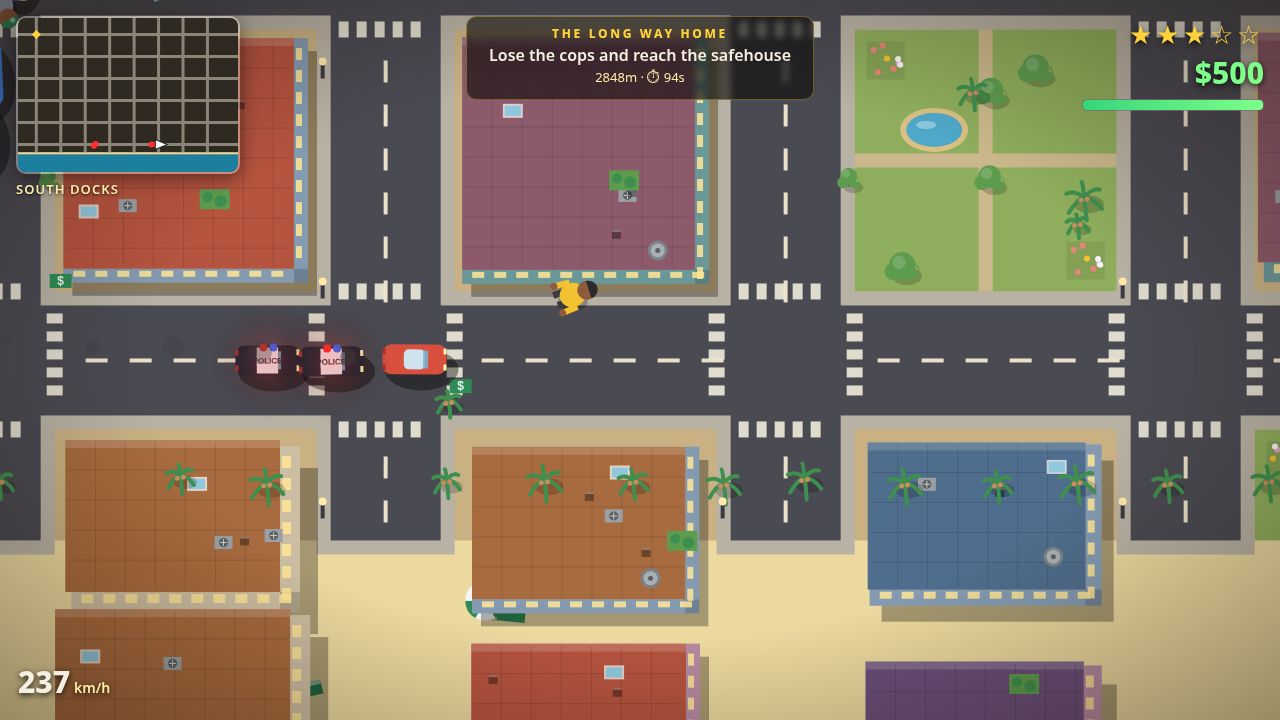 THE LONG WAY HOME
Lose the cops and reach the safehouse
2848m · ⏱ 94s
$500
SOUTH DOCKS
$
POLICE
POLICE
$
237 km/h